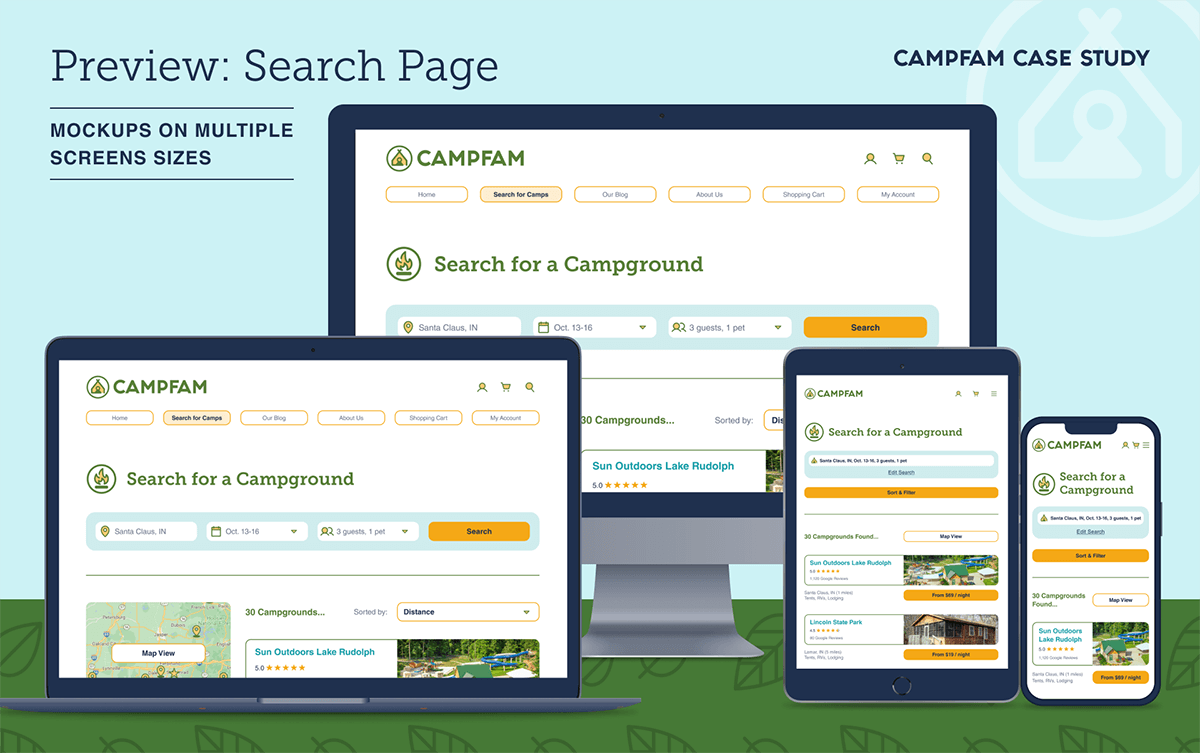 Preview: Search Page
CAMPFAM CASE STUDY
MOCKUPS ON MULTIPLE
SCREENS SIZES
CAMPFAM
Home
Search for Camps
Our Blog
About Us
Shopping Cart
My Account
Search for a Campground
Santa Claus, IN
Oct. 13-16
3 guests, 1 pet
Search
30 Campgrounds...
Sorted by:
Dis
Sun Outdoors Lake Rudolph
5.0 ★★★★★
CAMPFAM
Home
Search for Camps
Our Blog
About Us
Shopping Cart
My Account
Search for a Campground
Santa Claus, IN
Oct. 13-16
3 guests, 1 pet
Search
Petersburg
Dubois
Oakland City
Map View
30 Campgrounds...
Sorted by:
Distance
Sun Outdoors Lake Rudolph
5.0 ★★★★★
CAMPFAM
Search for a Campground
Santa Claus, IN, Oct. 13-16, 3 guests, 1 pet
Edit Search
Sort & Filter
30 Campgrounds Found...
Map View
Sun Outdoors Lake Rudolph
5.0 ★★★★★
1,100 Google Reviews
Santa Claus, IN (1 miles)
Tents, RVs, Lodging
From $69 / night
Lincoln State Park
Lamar, IN (5 miles)
Tents, RVs, Lodging
From $19 / night
CAMPFAM
Search for a
Campground
Santa Claus, IN, Oct. 13-16, 3 guests, 1 pet
Edit Search
Sort & Filter
30 Campgrounds
Found...
Map View
Sun Outdoors
Lake Rudolph
5.0 ★★★★★
1,100 Google Reviews
Santa Claus, IN (1 miles)
Tents, RVs, Lodging
From $69 / night